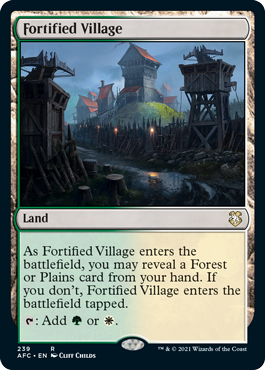 Fortified Village
Land
As Fortified Village enters the
battlefield, you may reveal a Forest
or Plains card from your hand. If
you don't, Fortified Village enters the
battlefield tapped.
: Add or .
239 R
AFC • EN Cliff Childs
™ & © 2021 Wizards of the Coast